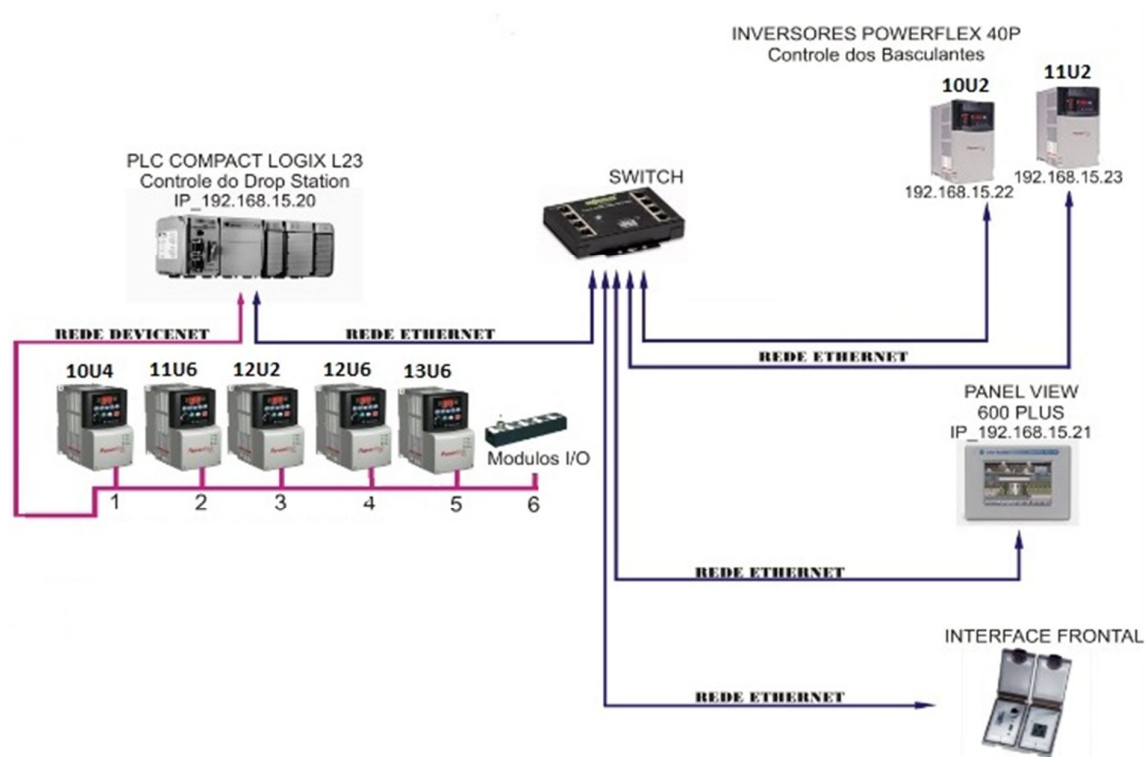 INVERSORES POWERFLEX 40P
Controle dos Basculantes
10U2
11U2
192.168.15.22
192.168.15.23
PLC COMPACT LOGIX L23
Controle do Drop Station
IP_192.168.15.20
SWITCH
REDE DEVICENET
REDE ETHERNET
REDE ETHERNET
10U4
11U6
12U2
12U6
13U6
Modulos I/O
1
2
3
4
5
6
PANEL VIEW
600 PLUS
IP_192.168.15.21
REDE ETHERNET
INTERFACE FRONTAL
REDE ETHERNET